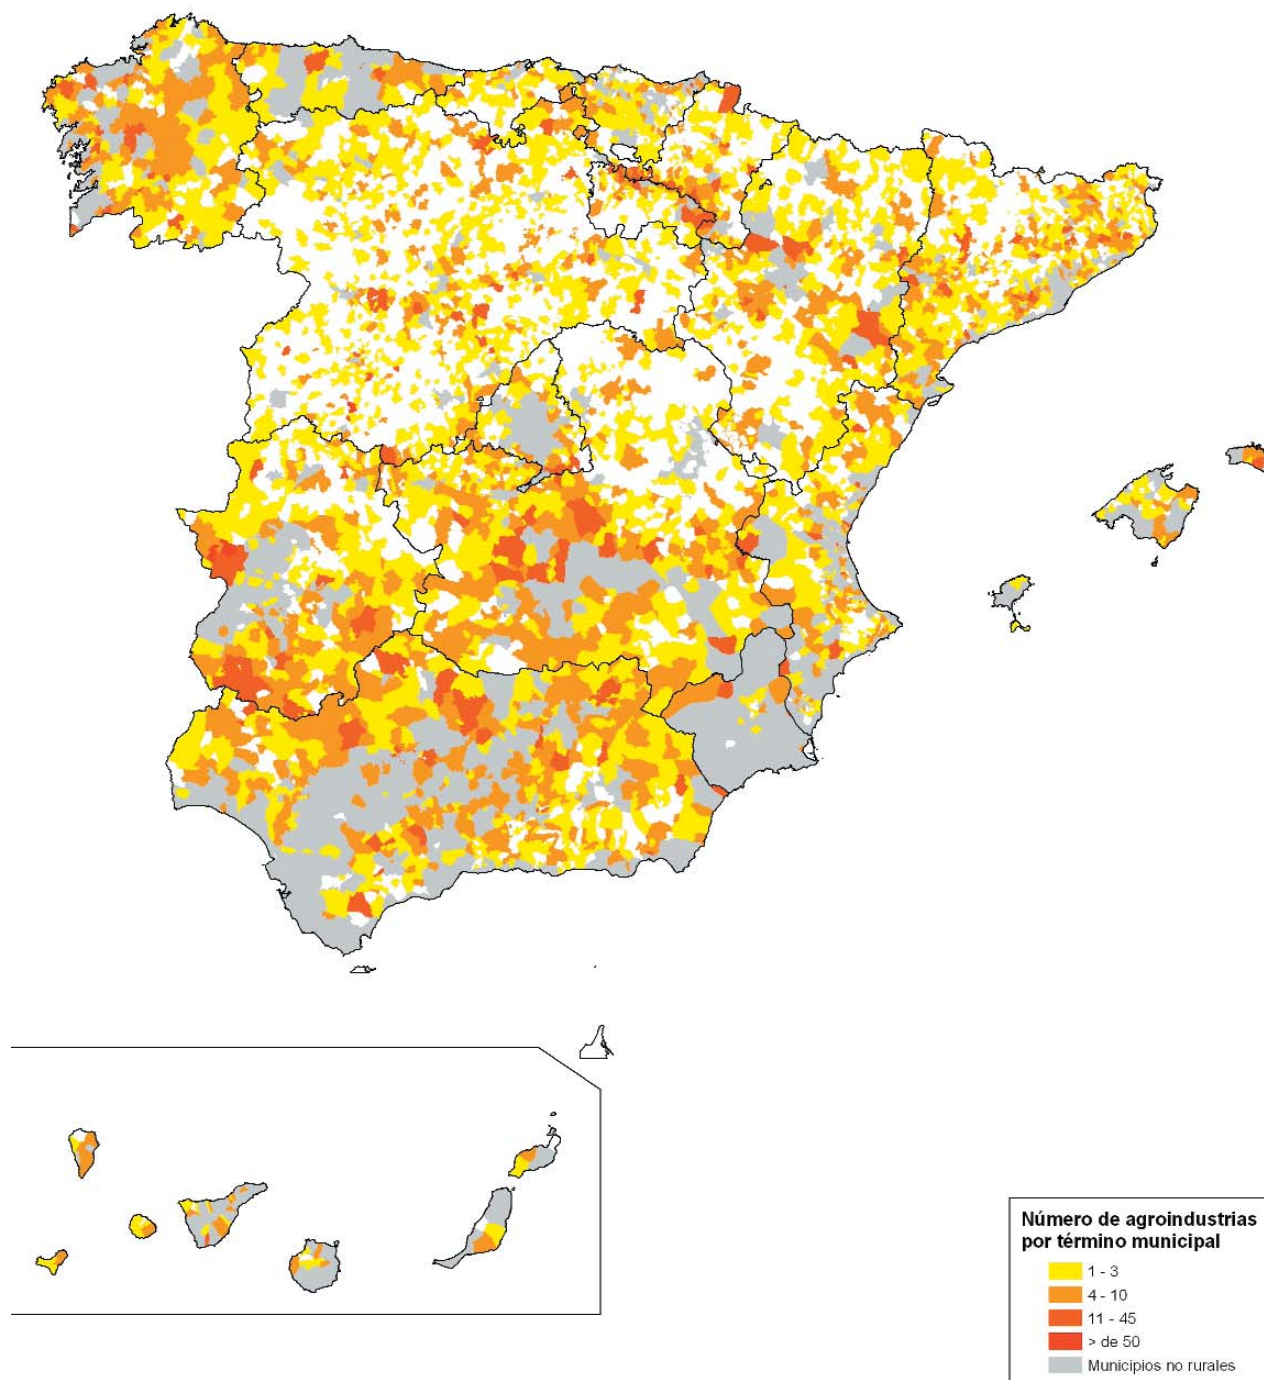 Número de agroindustrias
por término municipal
1 - 3
4 - 10
11 - 45
> de 50
Municipios no rurales